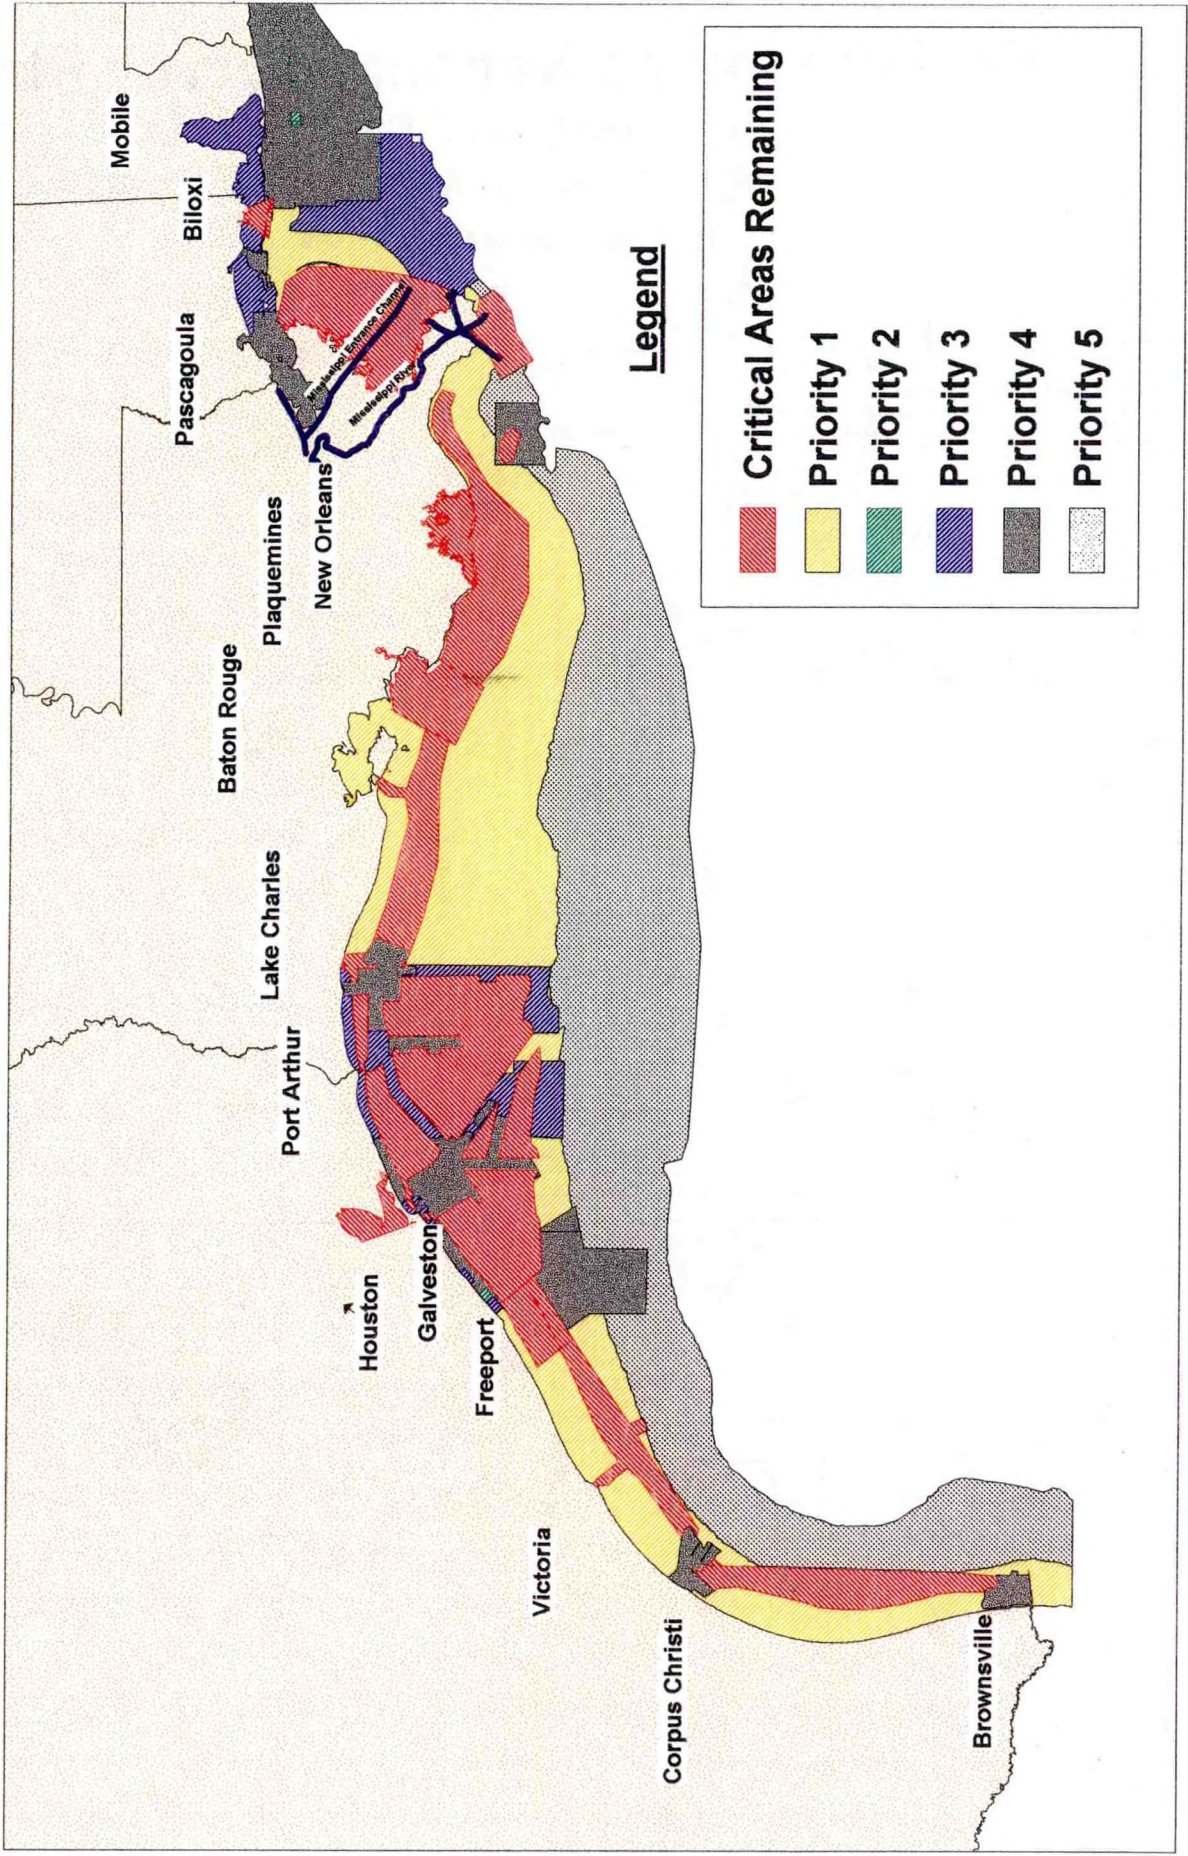 Mobile
Biloxi
Pascagoula
Plaquemines
New Orleans
Baton Rouge
Lake Charles
Port Arthur
Houston
Galveston
Freeport
Victoria
Corpus Christi
Brownsville
Mississippi Entrance Channel
Mississippi River
Legend
Critical Areas Remaining
Priority 1
Priority 2
Priority 3
Priority 4
Priority 5